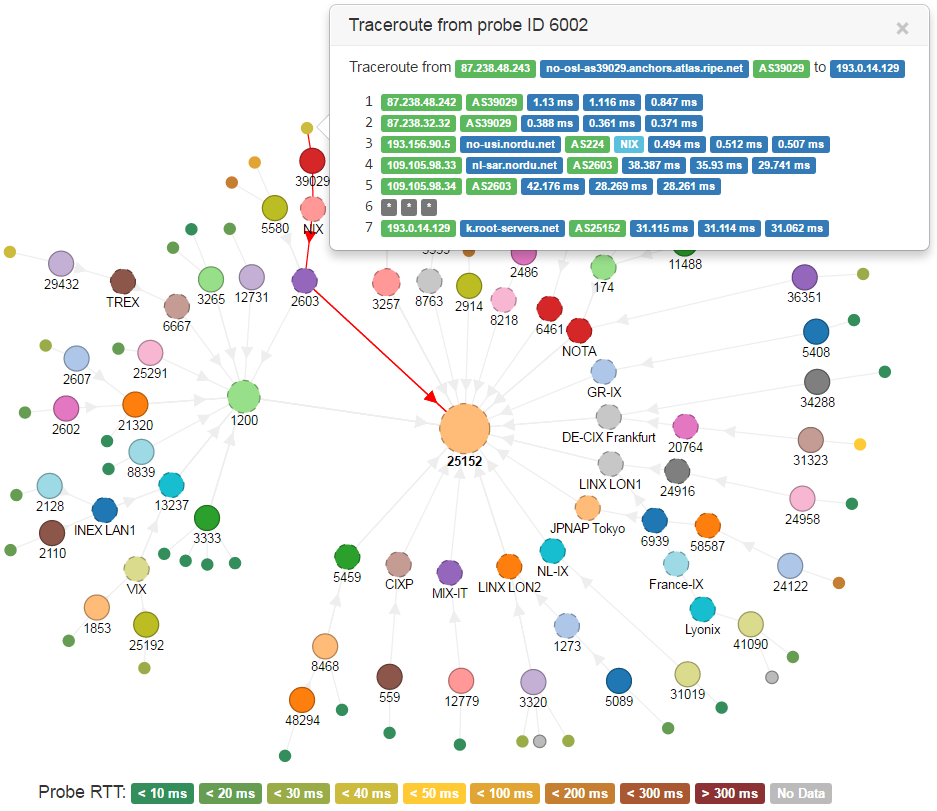 Traceroute from probe ID 6002 ×
Traceroute from 87.238.48.243 no-osl-as39029.anchors.atlas.ripe.net AS39029 to 193.0.14.129
1 87.238.48.242 AS39029 1.13 ms 1.116 ms 0.847 ms
2 87.238.32.32 AS39029 0.388 ms 0.361 ms 0.371 ms
3 193.156.90.5 no-usi.nordu.net AS224 NIX 0.494 ms 0.512 ms 0.507 ms
4 109.105.98.33 nl-sar.nordu.net AS2603 38.387 ms 35.93 ms 29.741 ms
5 109.105.98.34 AS2603 42.176 ms 28.269 ms 28.261 ms
6 * * *
7 193.0.14.129 k.root-servers.net AS25152 31.115 ms 31.114 ms 31.062 ms
39029
5580 NIX
29432 TREX 3265 12731 2603 3257 8763 2914 2486 174 11488 36351
6667 8218 6461 NOTA
2607 25291 5408
GR-IX
2602 21320 1200 34288
DE-CIX Frankfurt 20764 31323
8839 25152 LINX LON1 24916
2128 13237 24958
INEX LAN1 JPNAP Tokyo
2110 3333 6939 58587
VIX 5459 CIXP MIX-IT LINX LON2 NL-IX France-IX 24122
1853 25192 1273 Lyonix 41090
8468 559 12779 3320 5089 31019
48294
Probe RTT: < 10 ms < 20 ms < 30 ms < 40 ms < 50 ms < 100 ms < 200 ms < 300 ms > 300 ms No Data